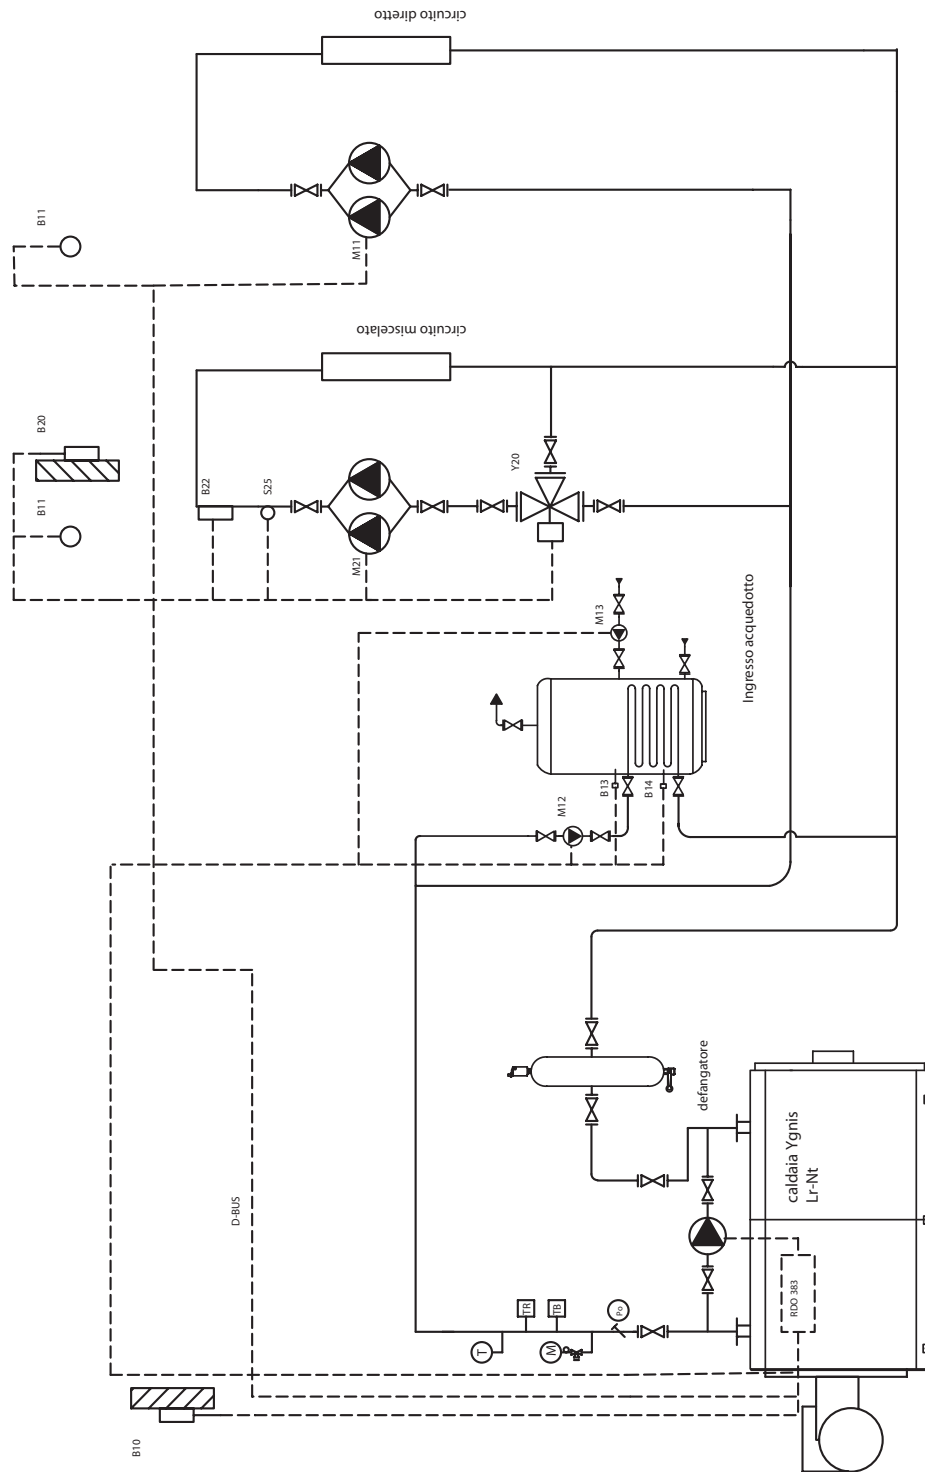 circuito diretto
B11
M11
circuito miscelato
B20
B11
B22
S25
Y20
M21
M13
Ingresso acquedotto
M12
B13
B14
defangatore
caldaia Ygnis
Lr-Nt
D-BUS
RDO 383
TR
TB
Po
T
M
B10